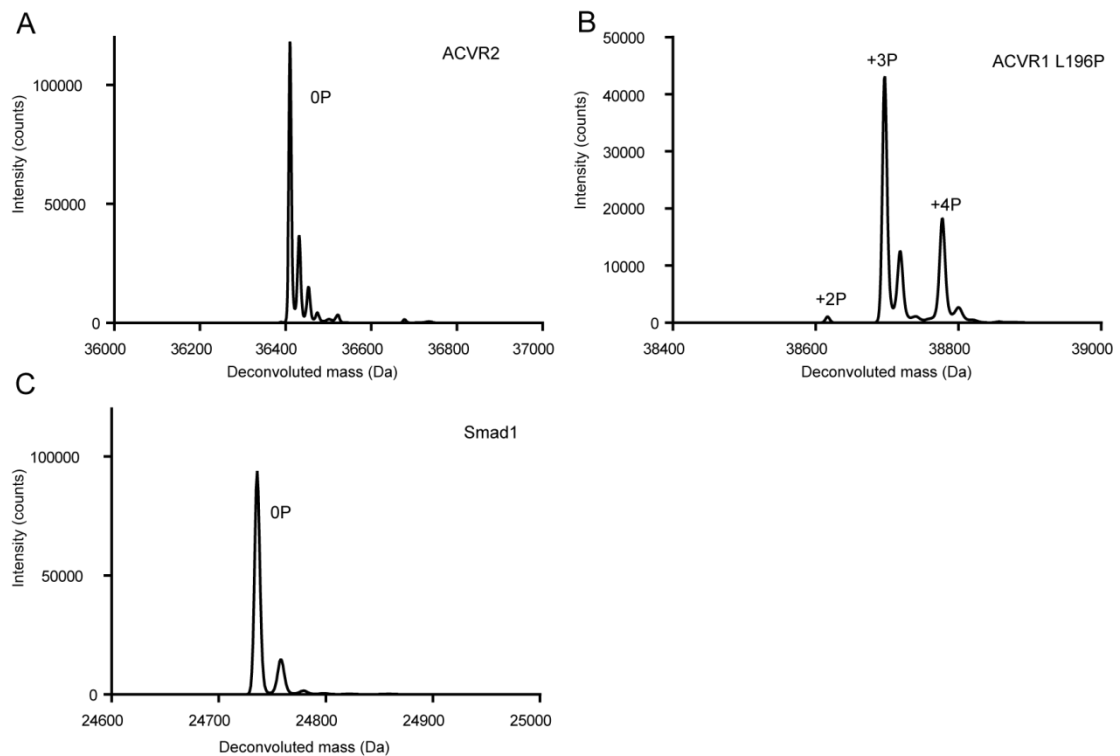 A
ACVR2
Intensity (counts)
100000
50000
0
0P
36000 36200 36400 36600 36800 37000
Deconvoluted mass (Da)
B
ACVR1 L196P
Intensity (counts)
50000
40000
30000
20000
10000
0
+2P
+3P
+4P
38400 38600 38800 39000
Deconvoluted mass (Da)
C
Smad1
Intensity (counts)
100000
50000
0
0P
24600 24700 24800 24900 25000
Deconvoluted mass (Da)